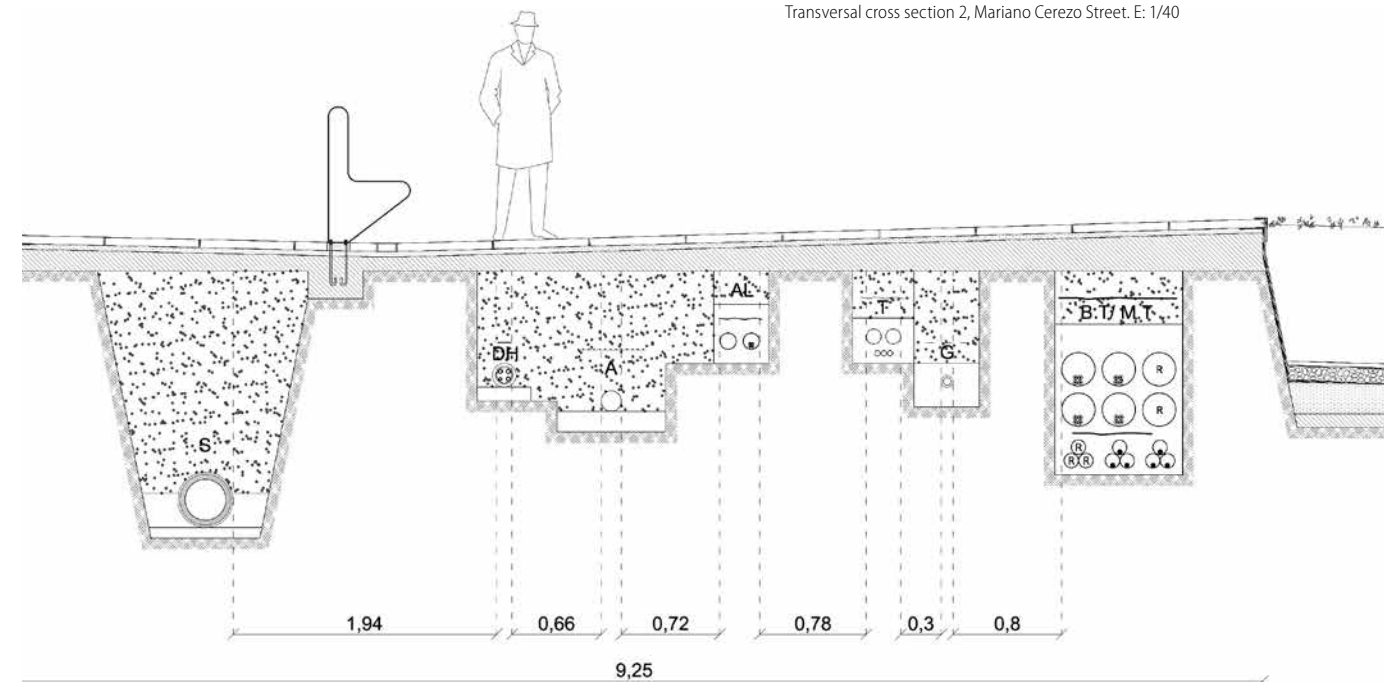 Transversal cross section 2, Mariano Cerezo Street. E: 1/40
AL
T
B.T/ M.T
DH
A
G
R
R
S
R
R R
1,94
0,66
0,72
0,78
0,3
0,8
9,25